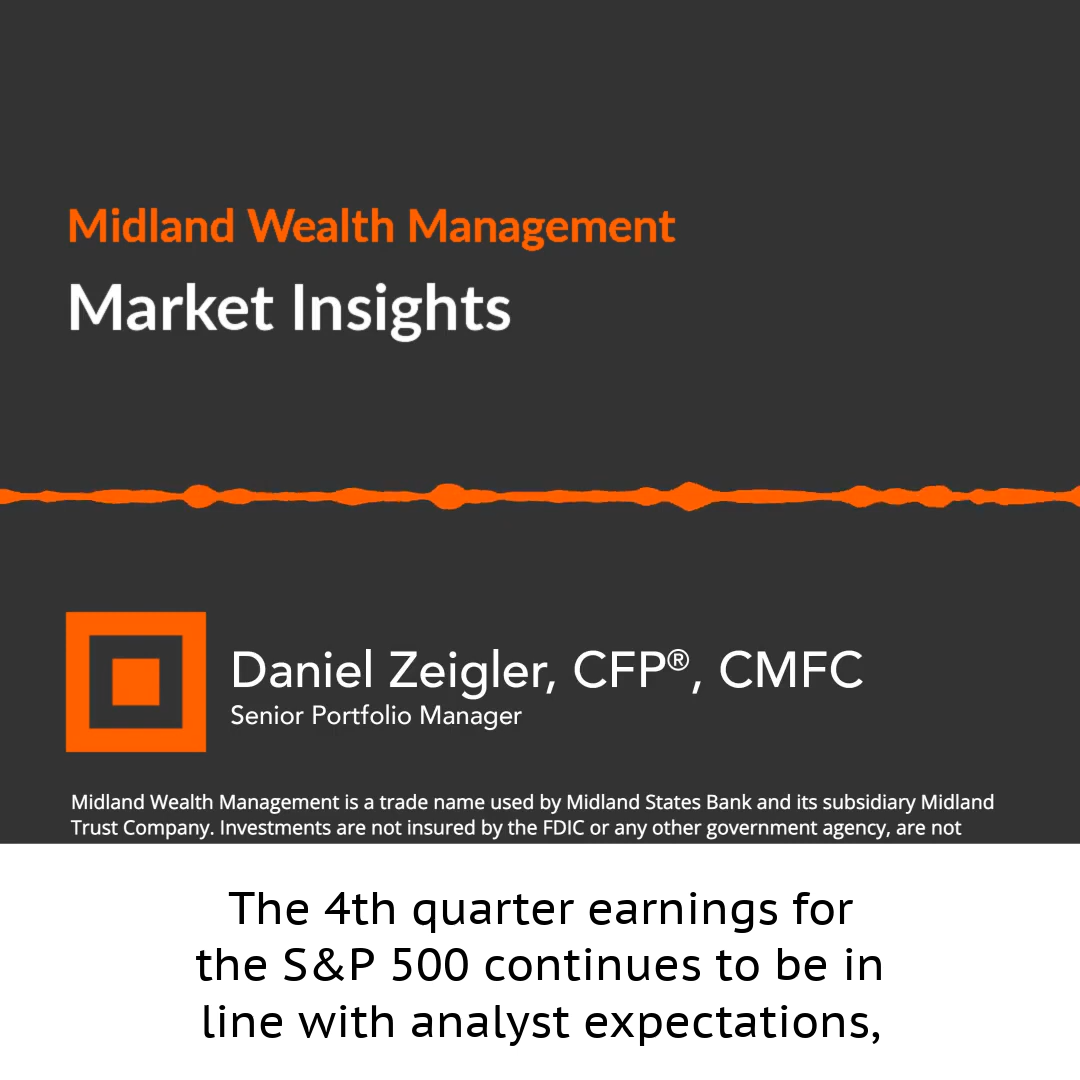 Midland Wealth Management
Market Insights
Daniel Zeigler, CFP®, CMFC
Senior Portfolio Manager
Midland Wealth Management is a trade name used by Midland States Bank and its subsidiary Midland
Trust Company. Investments are not insured by the FDIC or any other government agency, are not
The 4th quarter earnings for
the S&P 500 continues to be in
line with analyst expectations,